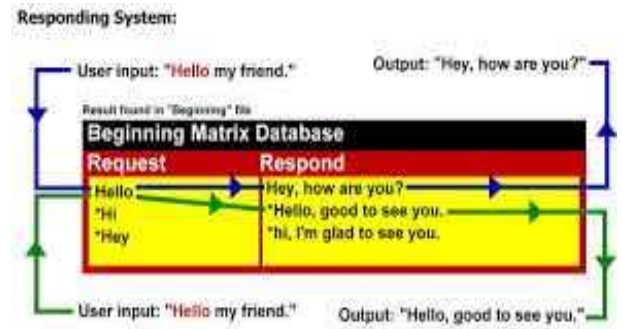 Responding System:
User input: "Hello my friend."
Output: "Hey, how are you?"
Result found in "Beginning" file
Beginning Matrix Database
Request Respond
Hello Hey, how are you?
*Hi *Hello, good to see you.
*Hey *hi, I'm glad to see you.
User input: "Hello my friend."
Output: "Hello, good to see you."